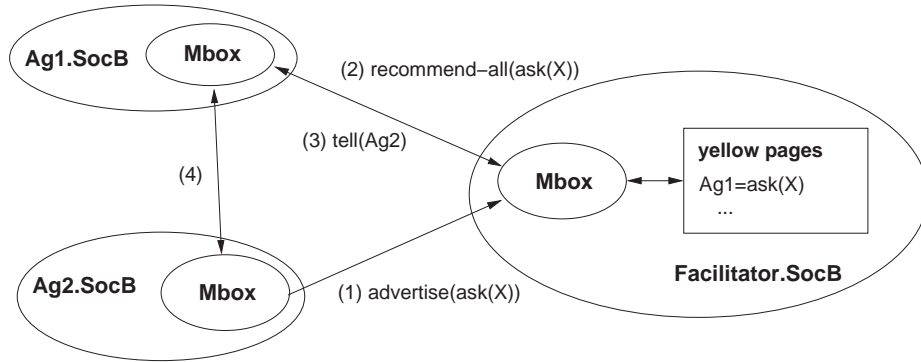 Ag1.SocB
Mbox
(2) recommend−all(ask(X))
(3) tell(Ag2)
yellow pages
Ag1=ask(X)
...
Mbox
(4)
Facilitator.SocB
Ag2.SocB
Mbox
(1) advertise(ask(X))